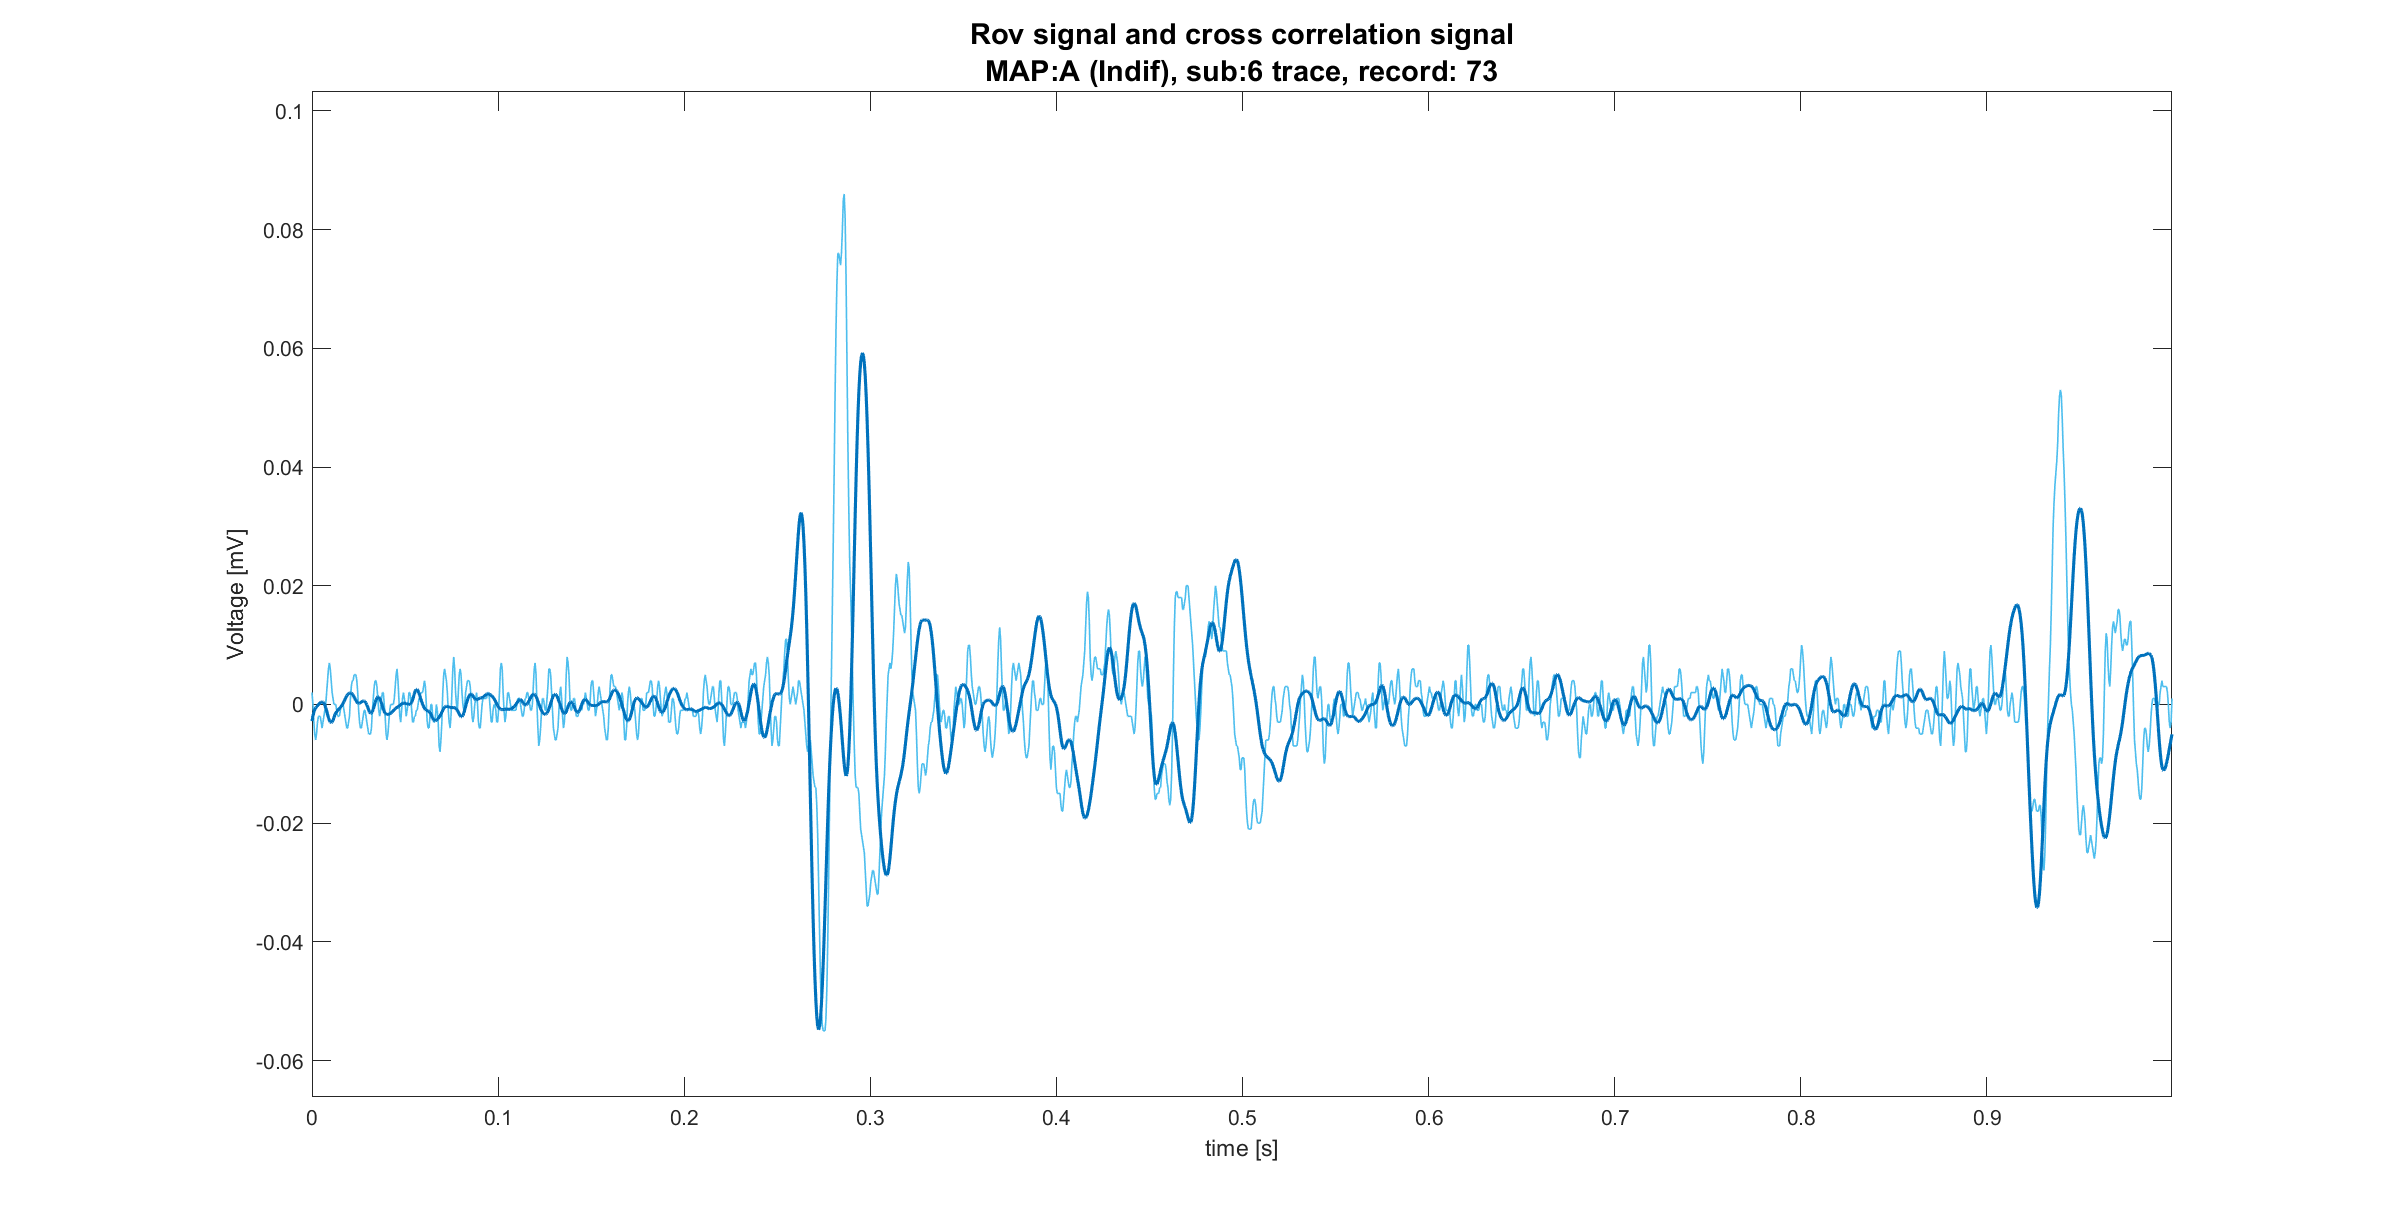 Rov signal and cross correlation signal
MAP:A (Indif), sub:6 trace, record: 73
0.1
0.08
0.06
0.04
0.02
0
-0.02
-0.04
-0.06
Voltage [mV]
0 0.1 0.2 0.3 0.4 0.5 0.6 0.7 0.8 0.9
time [s]